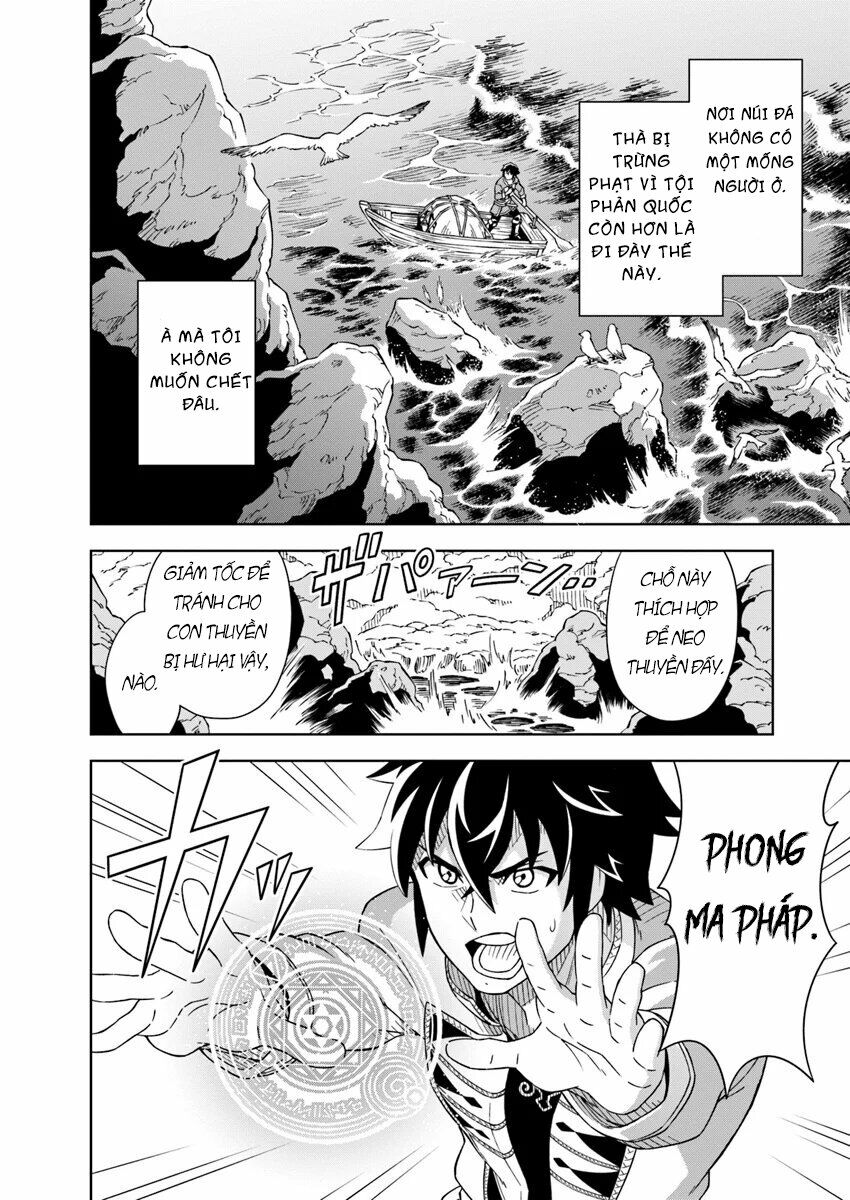 NƠI NÚI ĐÁ
KHÔNG CÓ
MỘT MỐNG
NGƯỜI Ở.
THÀ BỊ
TRỪNG
PHẠT VÌ TỘI
PHẢN QUỐC
CÒN HƠN LÀ
ĐI ĐÀY THẾ
NÀY.
À MÀ TÔI
KHÔNG
MUỐN CHẾT
ĐÂU.
CHỖ NÀY
THÍCH HỢP
ĐỂ NEO
THUYỀN ĐẤY.
ザパァーン・・
GIẢM TỐC ĐỂ
TRÁNH CHO
CON THUYỀN
BỊ HƯ HẠI VẬY,
NÀO.
PHONG
MA PHÁP.
カッ